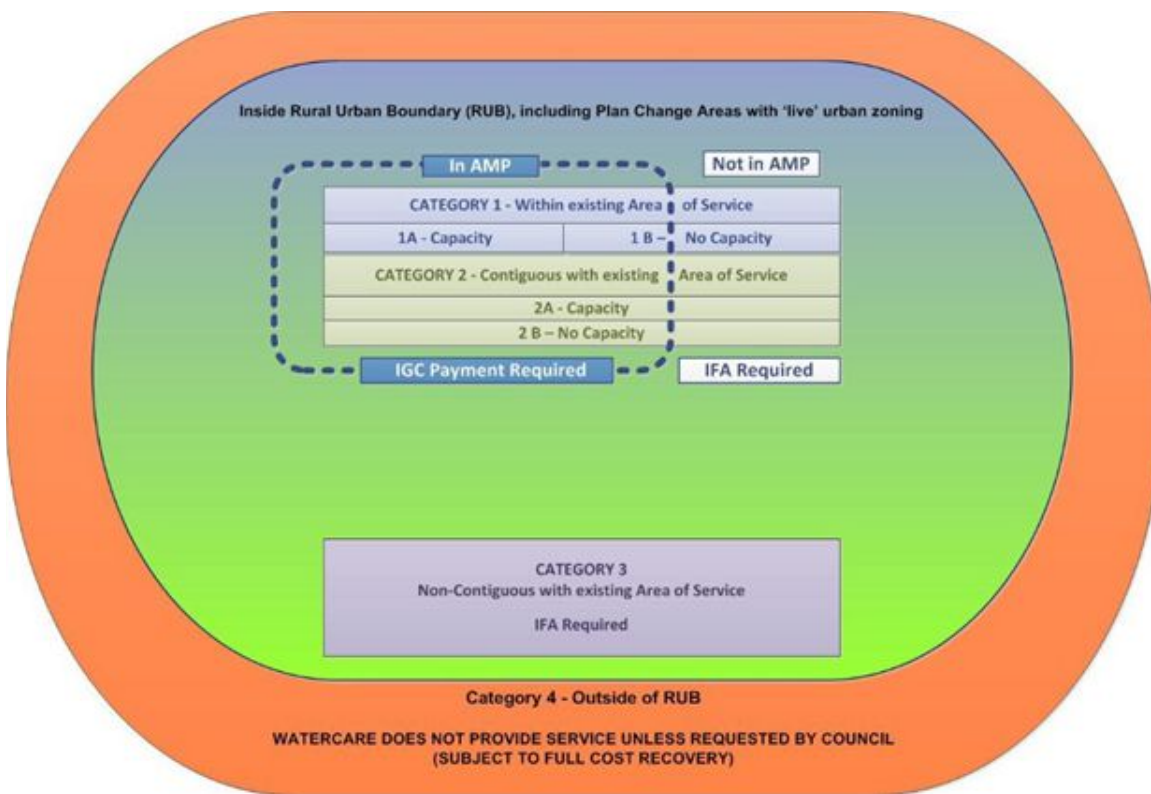 Inside Rural Urban Boundary (RUB), including Plan Change Areas with 'live' urban zoning
In AMP
Not in AMP
CATEGORY 1 - Within existing Area of Service
1A - Capacity
1 B – No Capacity
CATEGORY 2 - Contiguous with existing Area of Service
2A - Capacity
2 B – No Capacity
IGC Payment Required
IFA Required
CATEGORY 3
Non-Contiguous with existing Area of Service
IFA Required
Category 4 - Outside of RUB
WATERCARE DOES NOT PROVIDE SERVICE UNLESS REQUESTED BY COUNCIL
(SUBJECT TO FULL COST RECOVERY)